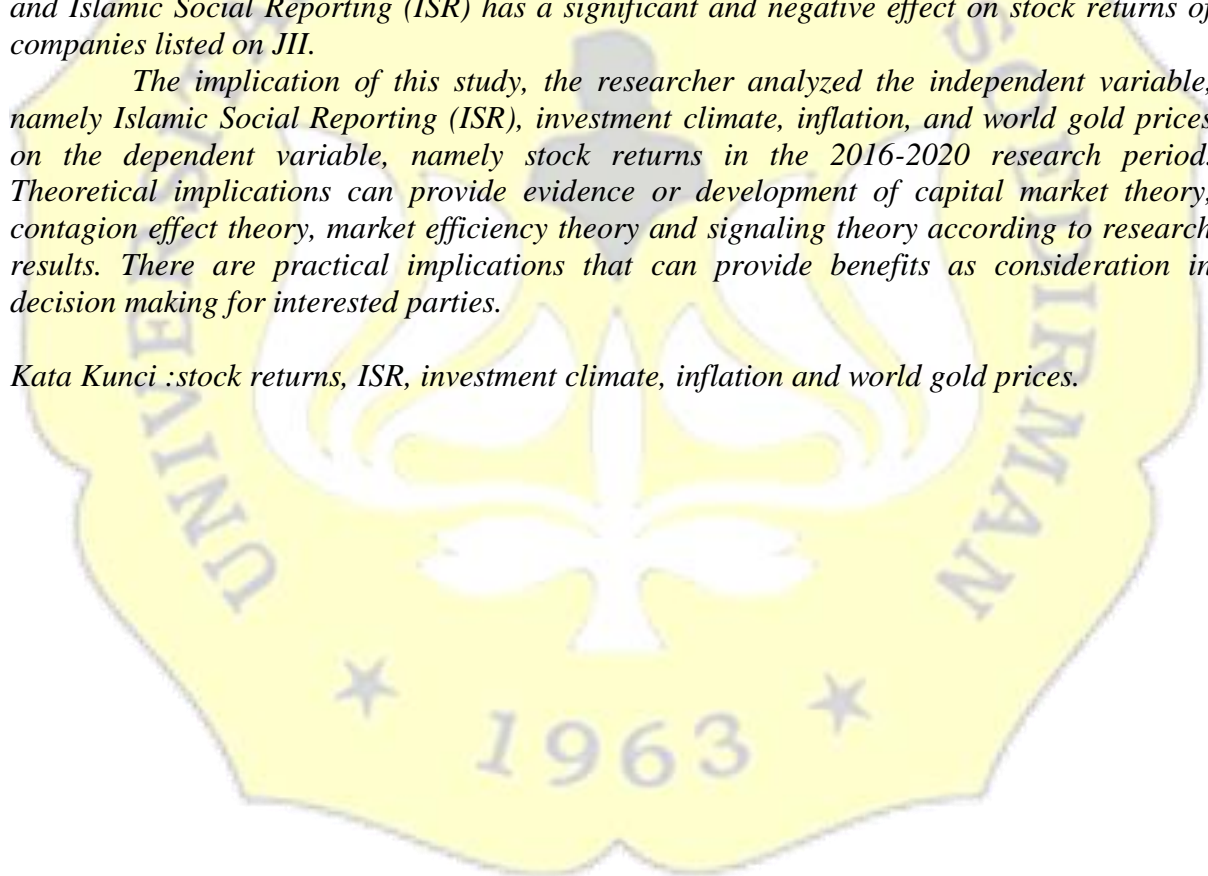 and Islamic Social Reporting (ISR) has a significant and negative effect on stock returns of
companies listed on JII.
The implication of this study, the researcher analyzed the independent variable,
namely Islamic Social Reporting (ISR), investment climate, inflation, and world gold prices
on the dependent variable, namely stock returns in the 2016-2020 research period.
Theoretical implications can provide evidence or development of capital market theory,
contagion effect theory, market efficiency theory and signaling theory according to research
results. There are practical implications that can provide benefits as consideration in
decision making for interested parties.
Kata Kunci :stock returns, ISR, investment climate, inflation and world gold prices.
UNIVERSITAS
SOEDIRMAN
1963